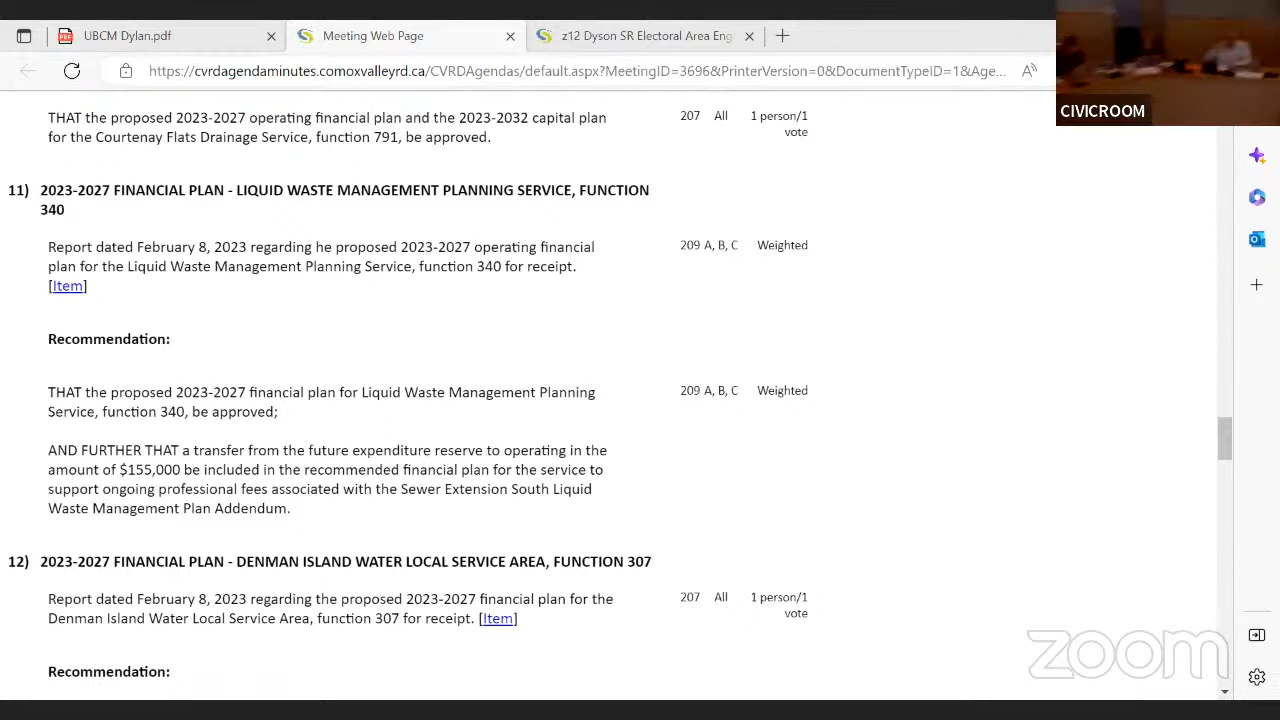 UBCM Dylan.pdf
Meeting Web Page
z12 Dyson SR Electoral Area Eng
https://cvrdagendaminutes.comoxvalleyrd.ca/CVRDAgendas/default.aspx?MeetingID=3696&PrinterVersion=0&DocumentTypeID=1&Age...
CIVICROOM
THAT the proposed 2023-2027 operating financial plan and the 2023-2032 capital plan
for the Courtenay Flats Drainage Service, function 791, be approved.
207 All 1 person/1
vote
11) 2023-2027 FINANCIAL PLAN - LIQUID WASTE MANAGEMENT PLANNING SERVICE, FUNCTION
340
Report dated February 8, 2023 regarding he proposed 2023-2027 operating financial
plan for the Liquid Waste Management Planning Service, function 340 for receipt.
[Item]
209 A, B, C Weighted
Recommendation:
THAT the proposed 2023-2027 financial plan for Liquid Waste Management Planning
Service, function 340, be approved;
209 A, B, C Weighted
AND FURTHER THAT a transfer from the future expenditure reserve to operating in the
amount of $155,000 be included in the recommended financial plan for the service to
support ongoing professional fees associated with the Sewer Extension South Liquid
Waste Management Plan Addendum.
12) 2023-2027 FINANCIAL PLAN - DENMAN ISLAND WATER LOCAL SERVICE AREA, FUNCTION 307
Report dated February 8, 2023 regarding the proposed 2023-2027 financial plan for the
Denman Island Water Local Service Area, function 307 for receipt. [Item]
207 All 1 person/1
vote
Recommendation:
zoom